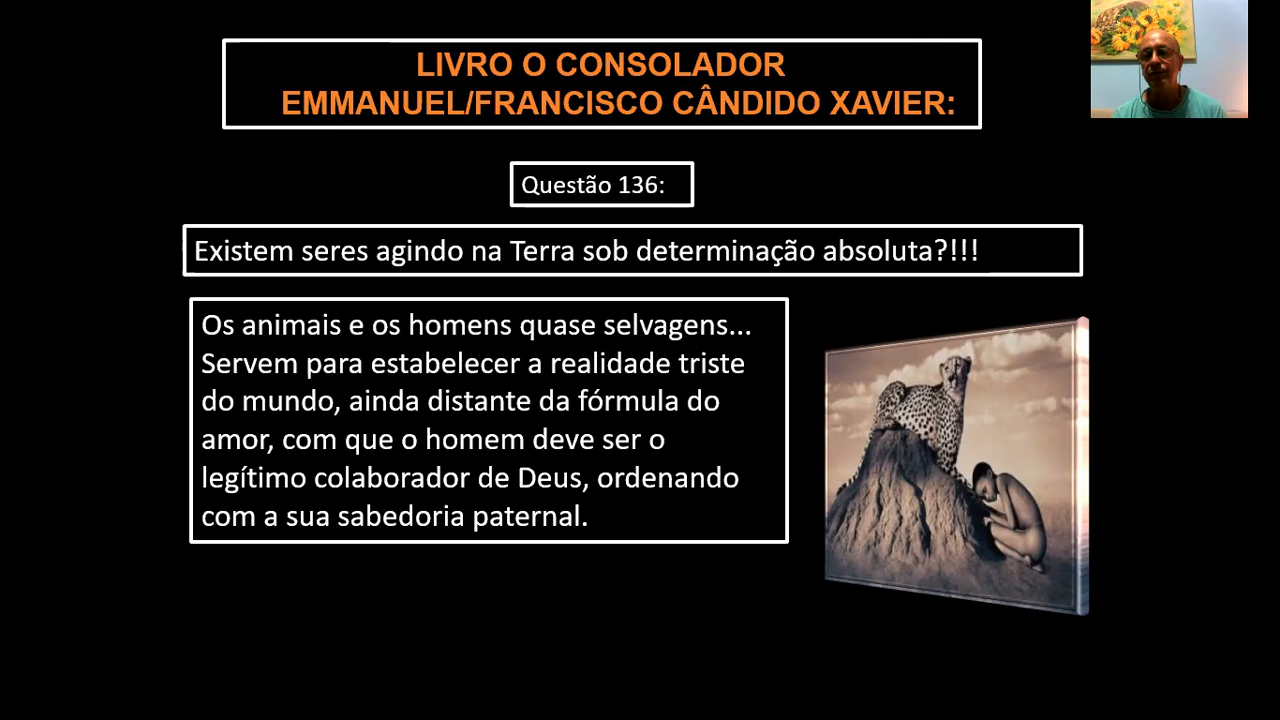 LIVRO O CONSOLADOR
EMMANUEL/FRANCISCO CÂNDIDO XAVIER:
Questão 136:
Existem seres agindo na Terra sob determinação absoluta?!!!
Os animais e os homens quase selvagens...
Servem para estabelecer a realidade triste
do mundo, ainda distante da fórmula do
amor, com que o homem deve ser o
legítimo colaborador de Deus, ordenando
com a sua sabedoria paternal.